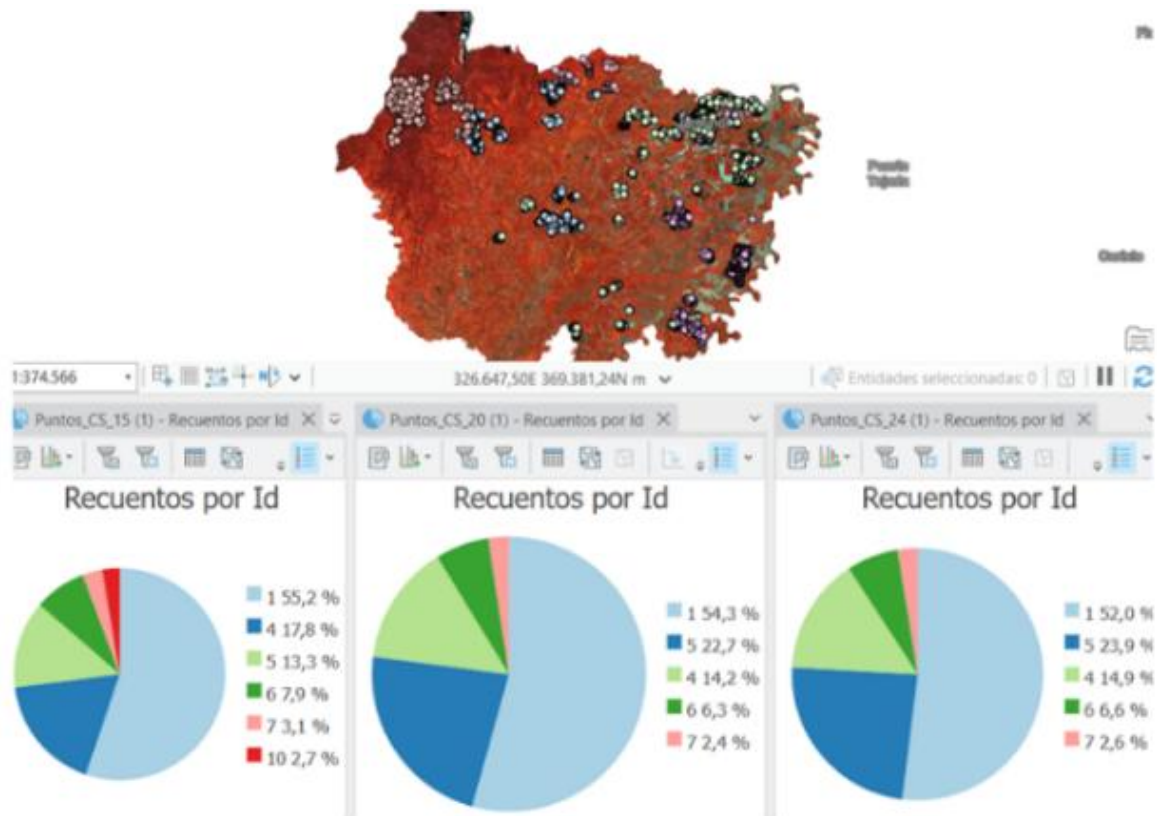 Puerto
Tejada
1:374.566
326.647,50E 369.381,24N m
Entidades seleccionadas: 0
Puntos_CS_15 (1) - Recuentos por Id
Puntos_CS_20 (1) - Recuentos por Id
Puntos_CS_24 (1) - Recuentos por Id
Recuentos por Id
1 55,2 %
4 17,8 %
5 13,3 %
6 7,9 %
7 3,1 %
10 2,7 %
Recuentos por Id
1 54,3 %
5 22,7 %
4 14,2 %
6 6,3 %
7 2,4 %
Recuentos por Id
1 52,0 %
5 23,9 %
4 14,9 %
6 6,6 %
7 2,6 %